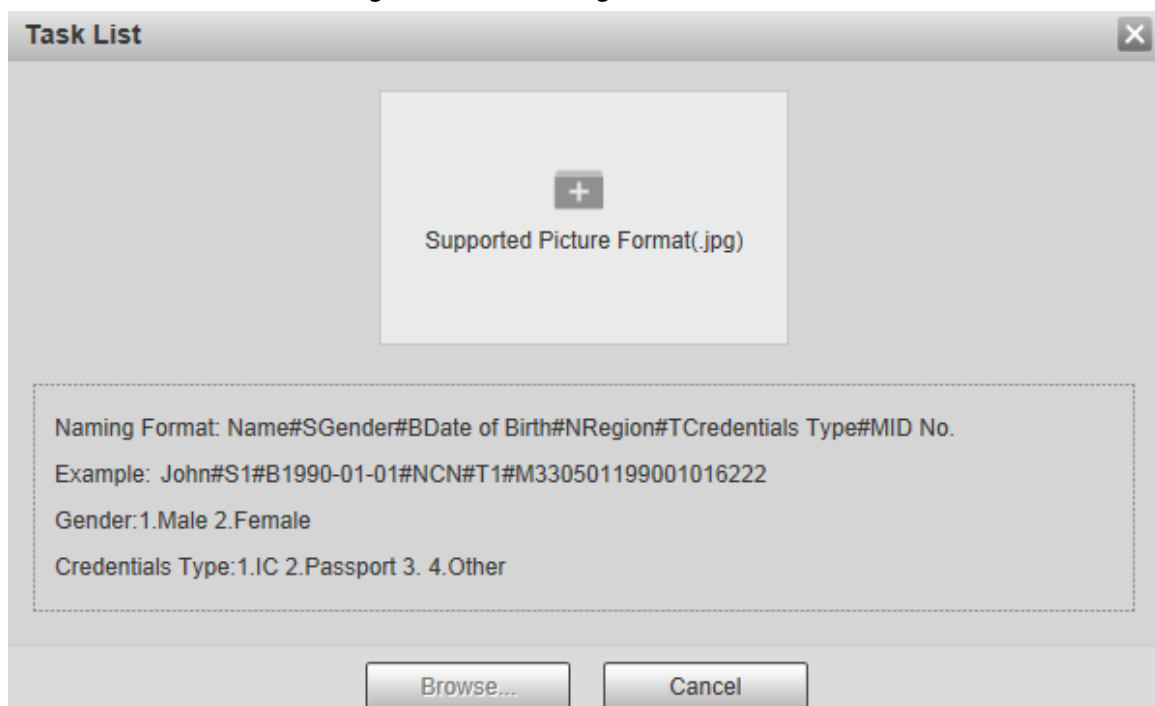 Task List
Supported Picture Format(.jpg)
Naming Format: Name#SGender#BDate of Birth#NRegion#TCredentials Type#MID No.
Example: John#S1#B1990-01-01#NCN#T1#M330501199001016222
Gender:1.Male 2.Female
Credentials Type:1.IC 2.Passport 3. 4.Other
Browse...
Cancel